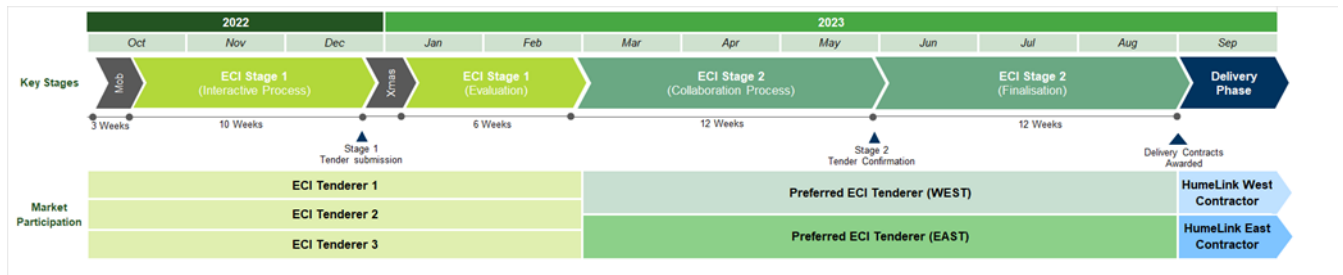 2022
2023
Oct
Nov
Dec
Jan
Feb
Mar
Apr
May
Jun
Jul
Aug
Sep
Key Stages
Mob
ECI Stage 1
(Interactive Process)
Xmas
ECI Stage 1
(Evaluation)
ECI Stage 2
(Collaboration Process)
ECI Stage 2
(Finalisation)
Delivery
Phase
3 Weeks
10 Weeks
6 Weeks
12 Weeks
12 Weeks
Stage 1
Tender submission
Stage 2
Tender Confirmation
Delivery Contracts
Awarded
Market
Participation
ECI Tenderer 1
ECI Tenderer 2
ECI Tenderer 3
Preferred ECI Tenderer (WEST)
Preferred ECI Tenderer (EAST)
HumeLink West
Contractor
HumeLink East
Contractor